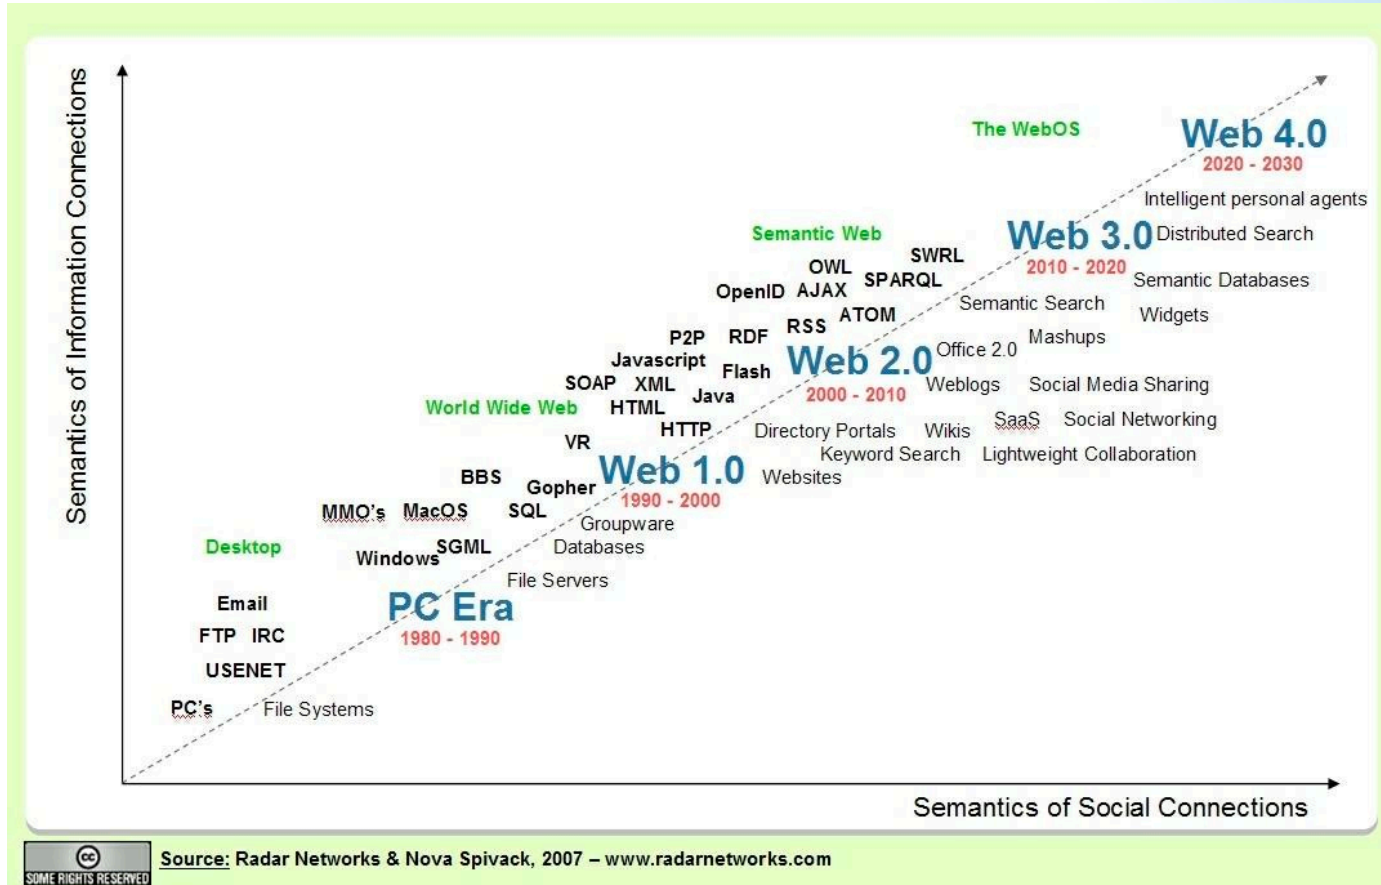 Semantics of Information Connections
The WebOS
Web 4.0
2020 - 2030
Intelligent personal agents
Semantic Web
Web 3.0
Distributed Search
2010 - 2020
SWRL
OWL
SPARQL
Semantic Databases
OpenID
AJAX
Semantic Search
Widgets
ATOM
RSS
P2P
RDF
Mashups
Javascript
Web 2.0
Office 2.0
Flash
2000 - 2010
SOAP
XML
Weblogs
Social Media Sharing
Java
World Wide Web
HTML
SaaS
Social Networking
HTTP
Directory Portals
Wikis
VR
Keyword Search
Lightweight Collaboration
Web 1.0
1990 - 2000
Websites
BBS
Gopher
MMO's
MacOS
SQL
Groupware
Desktop
SGML
Databases
Windows
File Servers
Email
PC Era
1980 - 1990
FTP
IRC
USENET
PC's
File Systems
Semantics of Social Connections
cc
SOME RIGHTS RESERVED
Source: Radar Networks & Nova Spivack, 2007 – www.radarnetworks.com